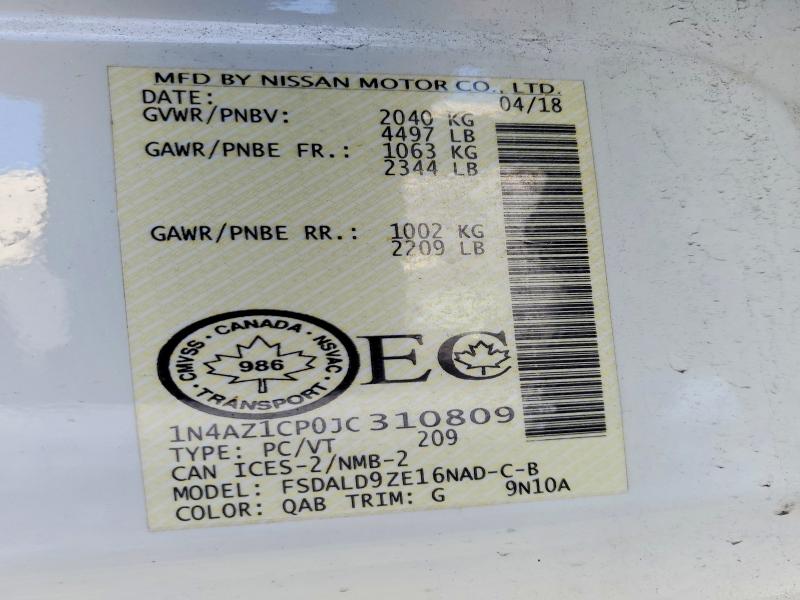 MFD BY NISSAN MOTOR CO., LTD.
DATE: 04/18
GVWR/PNBV: 2040 KG
4497 LB
GAWR/PNBE FR.: 1063 KG
2344 LB
GAWR/PNBE RR.: 1002 KG
2209 LB
CMVSS · CANADA · NSVAC · TRANSPORT ·
986
EC
1N4AZ1CP0JC310809
TYPE: PC/VT 209
CAN ICES-2/NMB-2
MODEL: FSDALD9ZE16NAD-C-B
COLOR: QAB TRIM: G 9N10A